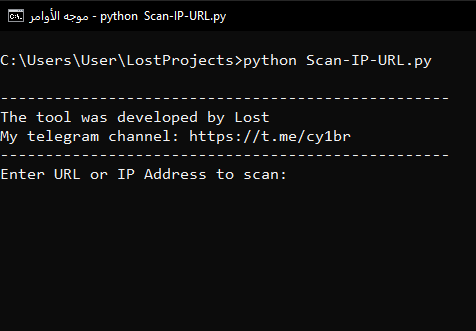 موجه الأوامر - python Scan-IP-URL.py
C:\Users\User\LostProjects>python Scan-IP-URL.py
--------------------------------------------------
The tool was developed by Lost
My telegram channel: https://t.me/cy1br
--------------------------------------------------
Enter URL or IP Address to scan: